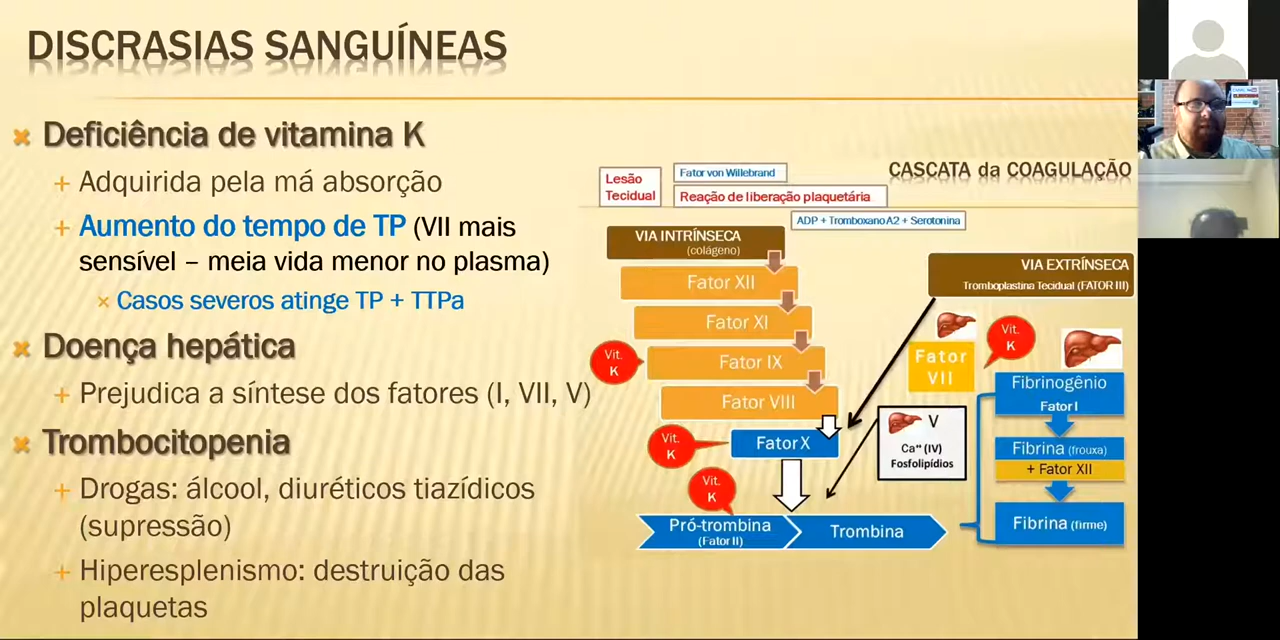 DISCRASIAS SANGUÍNEAS
Deficiência de vitamina K
Adquirida pela má absorção
Aumento do tempo de TP (VII mais
sensível – meia vida menor no plasma)
Casos severos atinge TP + TTPa
Doença hepática
Prejudica a síntese dos fatores (I, VII, V)
Trombocitopenia
Drogas: álcool, diuréticos tiazídicos
(supressão)
Hiperesplenismo: destruição das
plaquetas
CASCATA da COAGULAÇÃO
Lesão
Tecidual
Fator von Willebrand
Reação de liberação plaquetária
ADP + Tromboxano A2 + Serotonina
VIA INTRÍNSECA
(colágeno)
Fator XII
Fator XI
Vit.
K
Fator IX
Fator VIII
Vit.
K
Fator X
Vit.
K
Pró-trombina
(Fator II)
Trombina
VIA EXTRÍNSECA
Tromboplastina Tecidual (FATOR III)
Vit.
K
Fator
VII
V
Ca⁺⁺ (IV)
Fosfolipídios
Fibrinogênio
Fator I
Fibrina (frouxa)
+ Fator XII
Fibrina (firme)